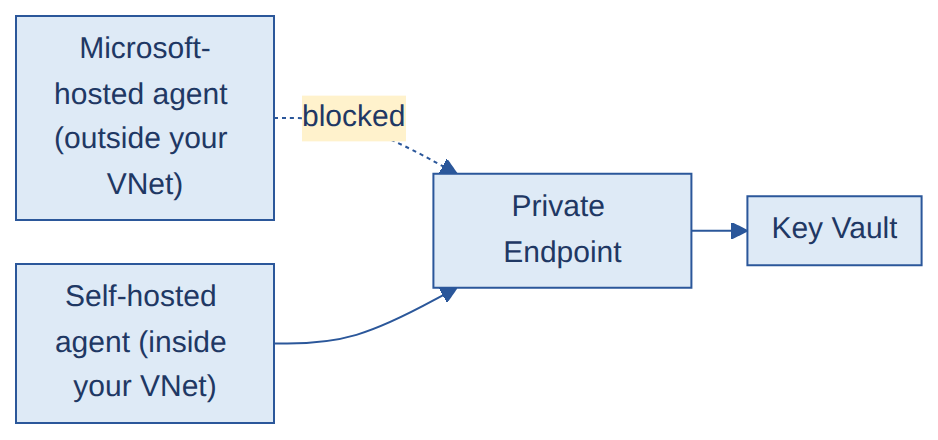 Microsoft-
hosted agent
(outside your
VNet)
blocked
Private
Endpoint
Key Vault
Self-hosted
agent (inside
your VNet)